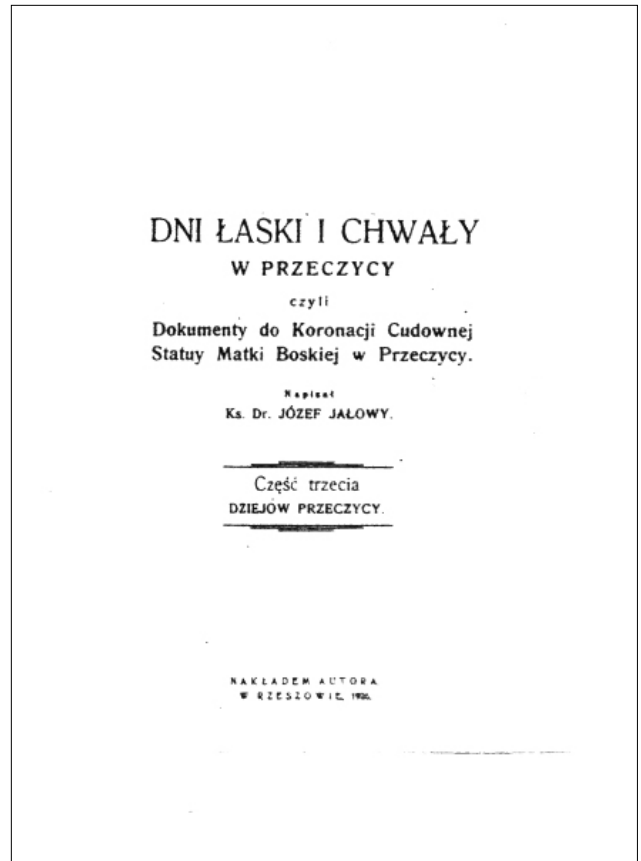 DNI ŁASKI I CHWAŁY
W PRZECZYCY
czyli
Dokumenty do Koronacji Cudownej
Statuy Matki Boskiej w Przeczycy.
Napisał
Ks. Dr. JÓZEF JAŁOWY.
Część trzecia
DZIEJÓW PRZECZYCY.
NAKŁADEM AUTORA
W RZESZOWIE,